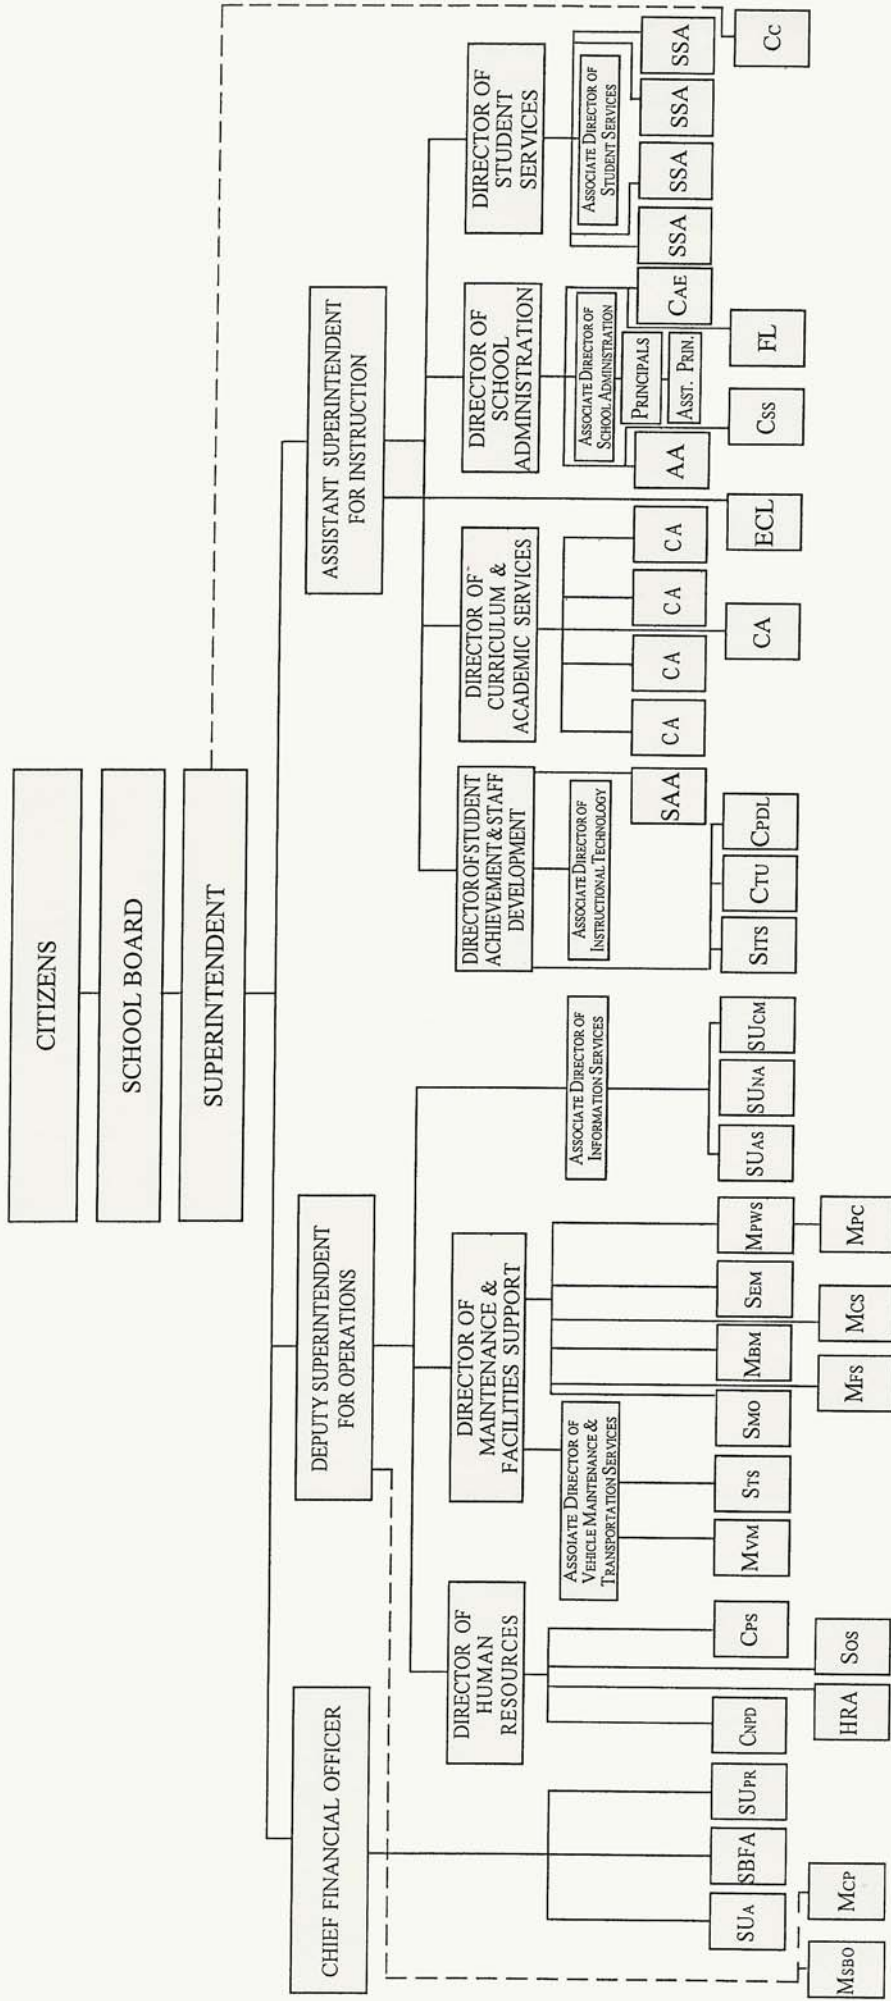 CITIZENS
SCHOOL BOARD
SUPERINTENDENT
CHIEF FINANCIAL OFFICER
DEPUTY SUPERINTENDENT
FOR OPERATIONS
ASSISTANT SUPERINTENDENT
FOR INSTRUCTION
DIRECTOR OF
HUMAN
RESOURCES
DIRECTOR OF
MAINTENANCE &
FACILITIES SUPPORT
DIRECTOR OF STUDENT
ACHIEVEMENT & STAFF
DEVELOPMENT
DIRECTOR OF
CURRICULUM &
ACADEMIC SERVICES
DIRECTOR OF
SCHOOL
ADMINISTRATION
DIRECTOR OF
STUDENT
SERVICES
ASSOIATE DIRECTOR OF
VEHICLE MAINTENANCE &
TRANSPORTATION SERVICES
ASSOCIATE DIRECTOR OF
INFORMATION SERVICES
ASSOCIATE DIRECTOR OF
INSTRUCTIONAL TECHNOLOGY
ASSOCIATE DIRECTOR OF
SCHOOL ADMINISTRATION
PRINCIPALS
ASST. PRIN.
ASSOCIATE DIRECTOR OF
STUDENT SERVICES
SAA
CA
CA
CA
CA
AA
CAE
SSA
SSA
SSA
SSA
SUA
SBFA
SUPR
CNPD
CPS
MVM
STS
SMO
MBM
SEM
MPWS
SUAS
SUNA
SUCM
SITS
CTU
CPDL
CA
ECL
CSS
FL
CC
MSBO
MCP
HRA
SOS
MFS
MCS
MPC